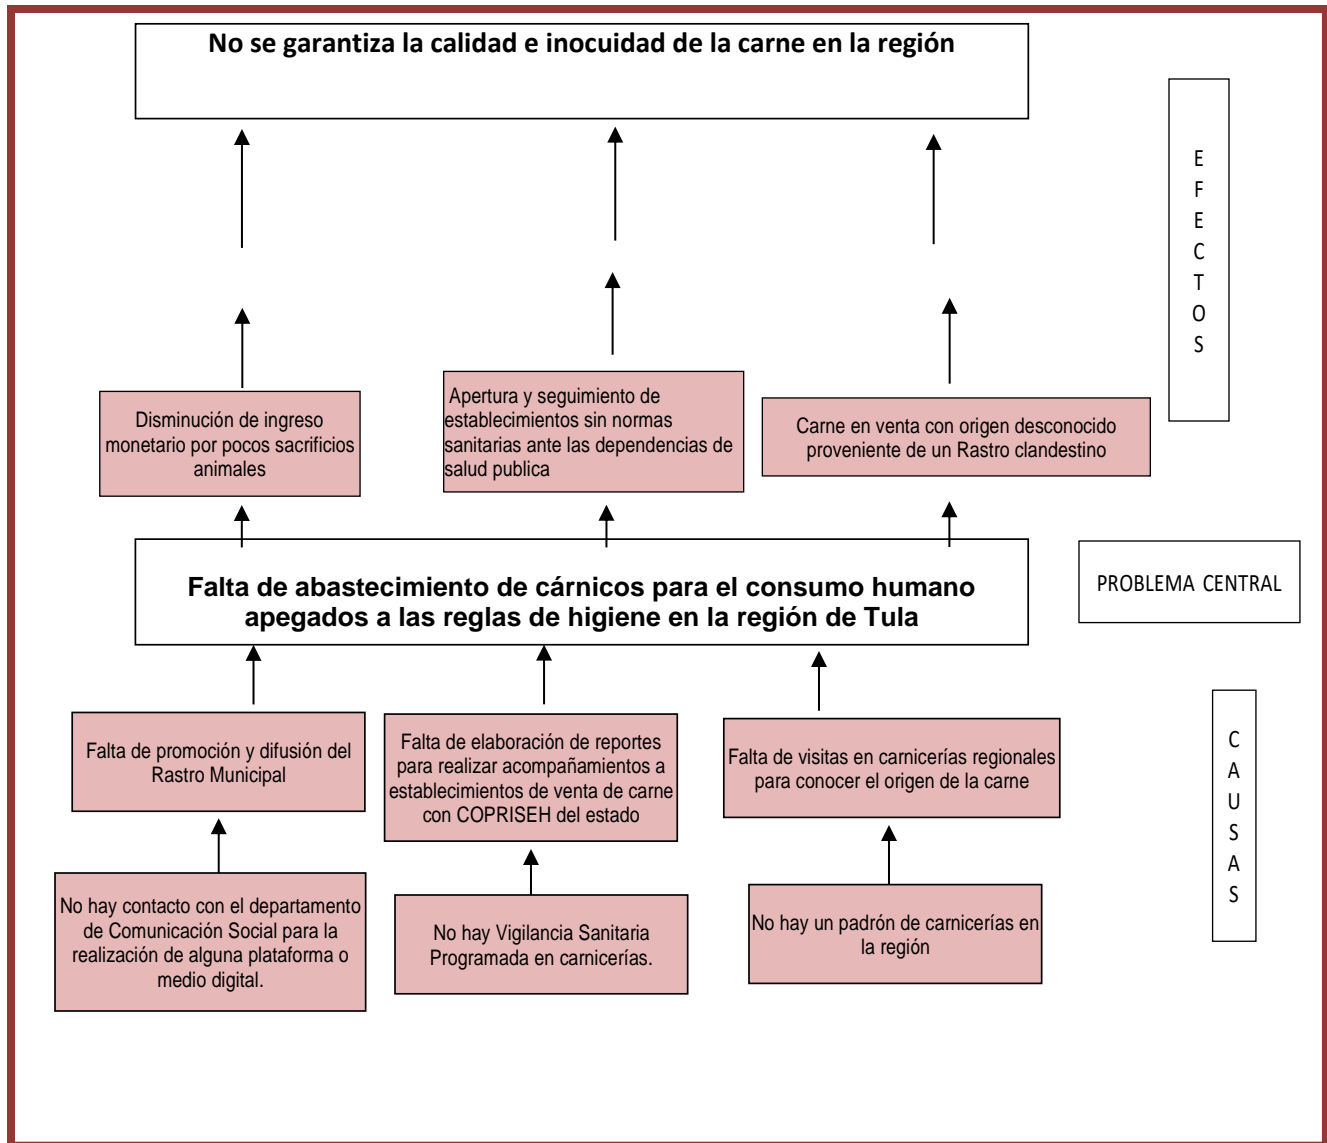 No se garantiza la calidad e inocuidad de la carne en la región
E
F
E
C
T
O
S
Disminución de ingreso
monetario por pocos sacrificios
animales
Apertura y seguimiento de
establecimientos sin normas
sanitarias ante las dependencias de
salud publica
Carne en venta con origen desconocido
proveniente de un Rastro clandestino
Falta de abastecimiento de cárnicos para el consumo humano
apegados a las reglas de higiene en la región de Tula
PROBLEMA CENTRAL
Falta de promoción y difusión del
Rastro Municipal
Falta de elaboración de reportes
para realizar acompañamientos a
establecimientos de venta de carne
con COPRISEH del estado
Falta de visitas en carnicerías regionales
para conocer el origen de la carne
C
A
U
S
A
S
No hay contacto con el departamento
de Comunicación Social para la
realización de alguna plataforma o
medio digital.
No hay Vigilancia Sanitaria
Programada en carnicerías.
No hay un padrón de carnicerías en
la región